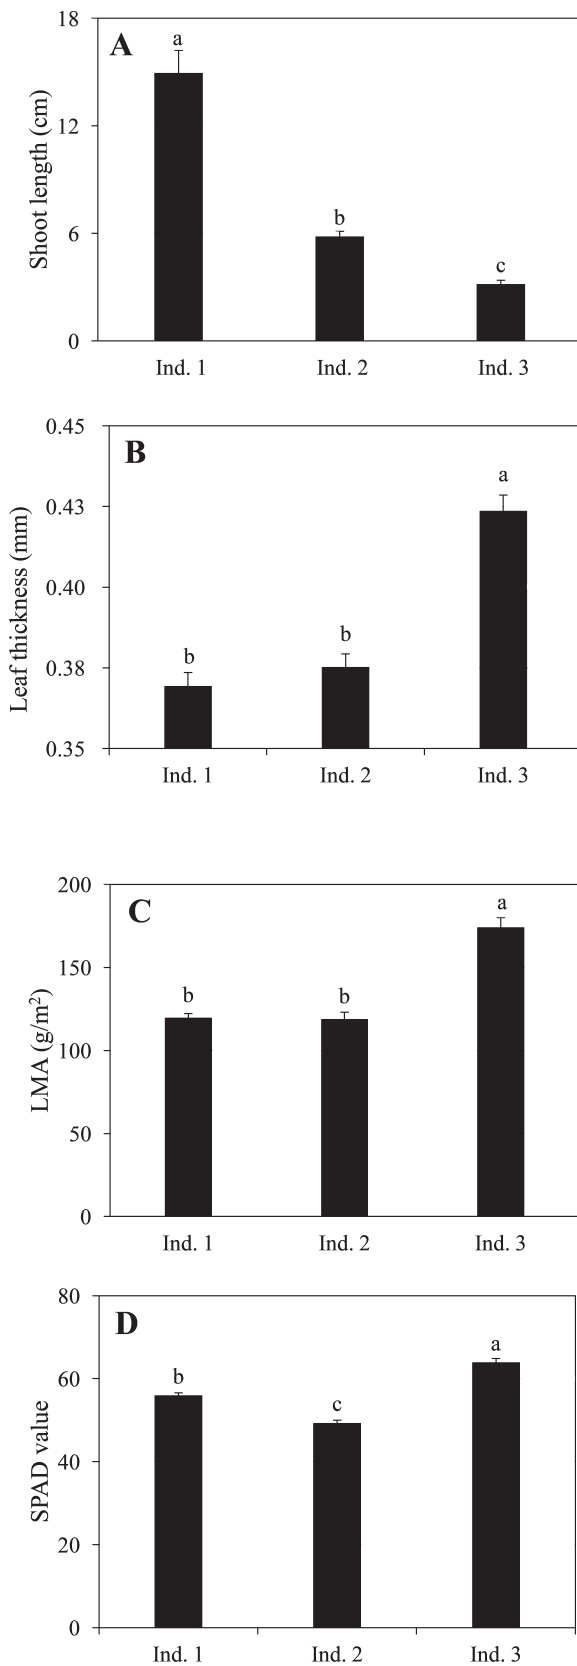 A
Shoot length (cm)
18
12
6
0
a
b
c
Ind. 1 Ind. 2 Ind. 3
B
Leaf thickness (mm)
0.45
0.43
0.40
0.38
0.35
b
b
a
Ind. 1 Ind. 2 Ind. 3
C
LMA (g/m²)
200
150
100
50
0
b
b
a
Ind. 1 Ind. 2 Ind. 3
D
SPAD value
80
60
40
20
0
b
c
a
Ind. 1 Ind. 2 Ind. 3